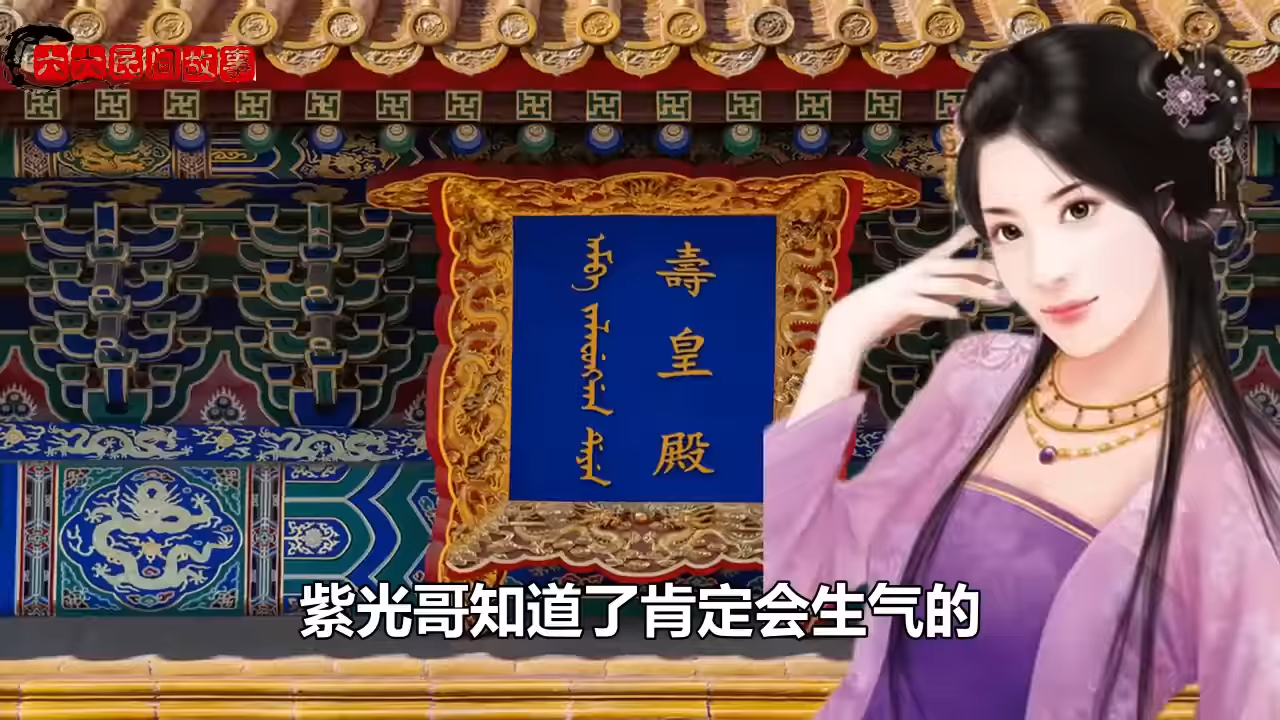 六六民间故事
壽皇殿
紫光哥知道了肯定会生气的